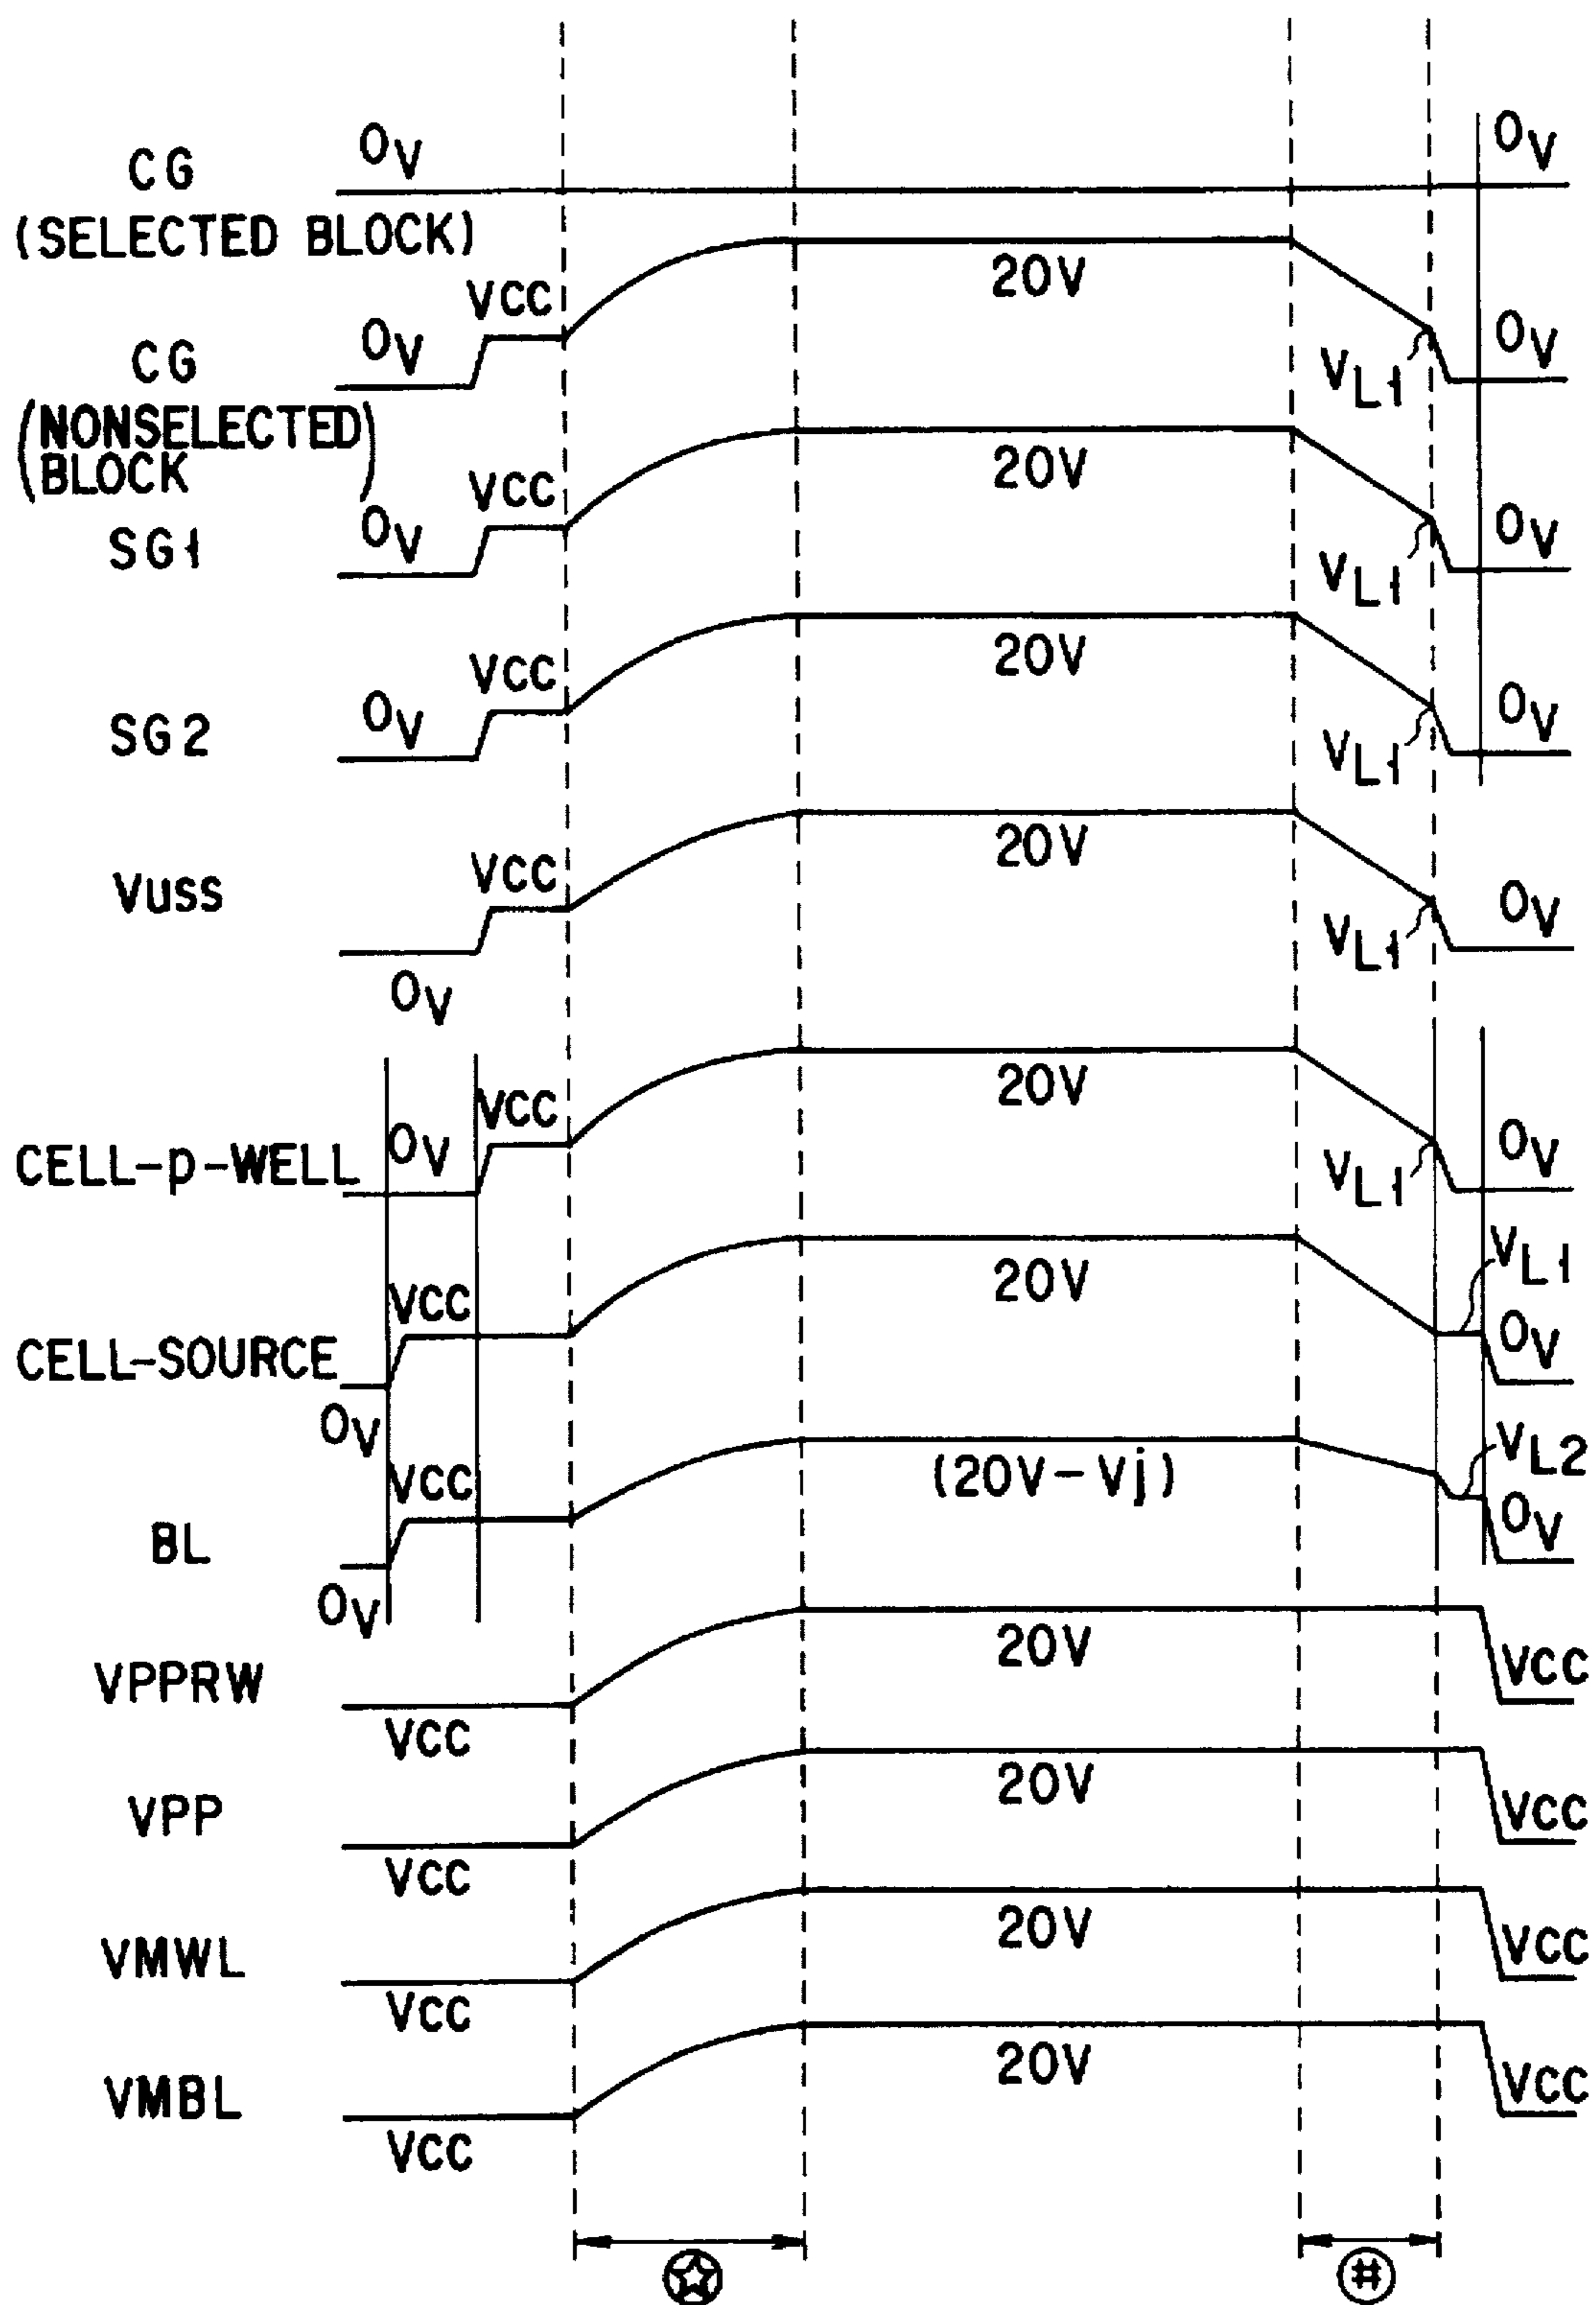 CG 0V 0V
(SELECTED BLOCK)
20V
VCC
CG 0V VL1 0V
(NONSELECTED BLOCK)
20V
VCC
SG1 0V VL1 0V
20V
VCC
SG2 0V VL1 0V
20V
VCC
Vuss VL1 0V
0V
20V
VCC
CELL-p-WELL 0V VL1 0V
20V VL1
VCC
CELL-SOURCE 0V
0V
(20V-Vj) VL2
VCC
BL 0V
0V
20V
VPPRW VCC
VCC
20V
VPP VCC
VCC
20V
VMWL VCC
VCC
20V
VMBL VCC
VCC
☆ #